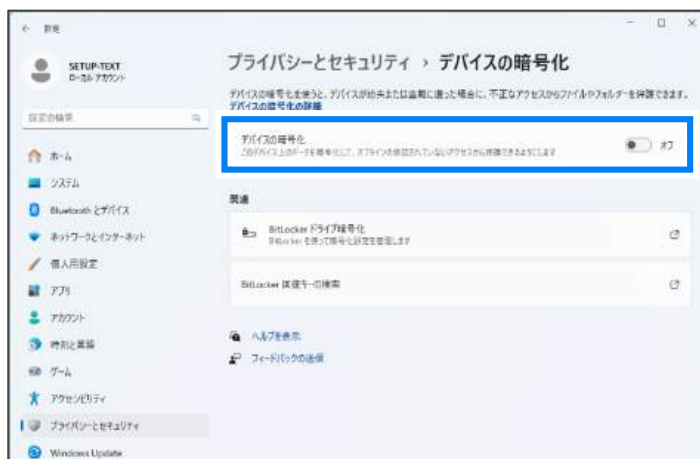 ← 設定
SETUP-TEXT
ローカル アカウント
設定の検索
ホーム
システム
Bluetooth とデバイス
ネットワークとインターネット
個人用設定
アプリ
アカウント
時刻と言語
ゲーム
アクセシビリティ
プライバシーとセキュリティ
Windows Update
プライバシーとセキュリティ › デバイスの暗号化
デバイスの暗号化を使うと、デバイスが紛失または盗難に遭った場合に、不正なアクセスからファイルやフォルダーを保護できます。
デバイスの暗号化の詳細
デバイスの暗号化
このデバイス上のデータを暗号化して、オフラインの承認されていないアクセスから保護できるようにします
オフ
関連
BitLocker ドライブ暗号化
BitLocker を使って暗号化設定を管理します
BitLocker 回復キーの検索
ヘルプを表示
フィードバックの送信